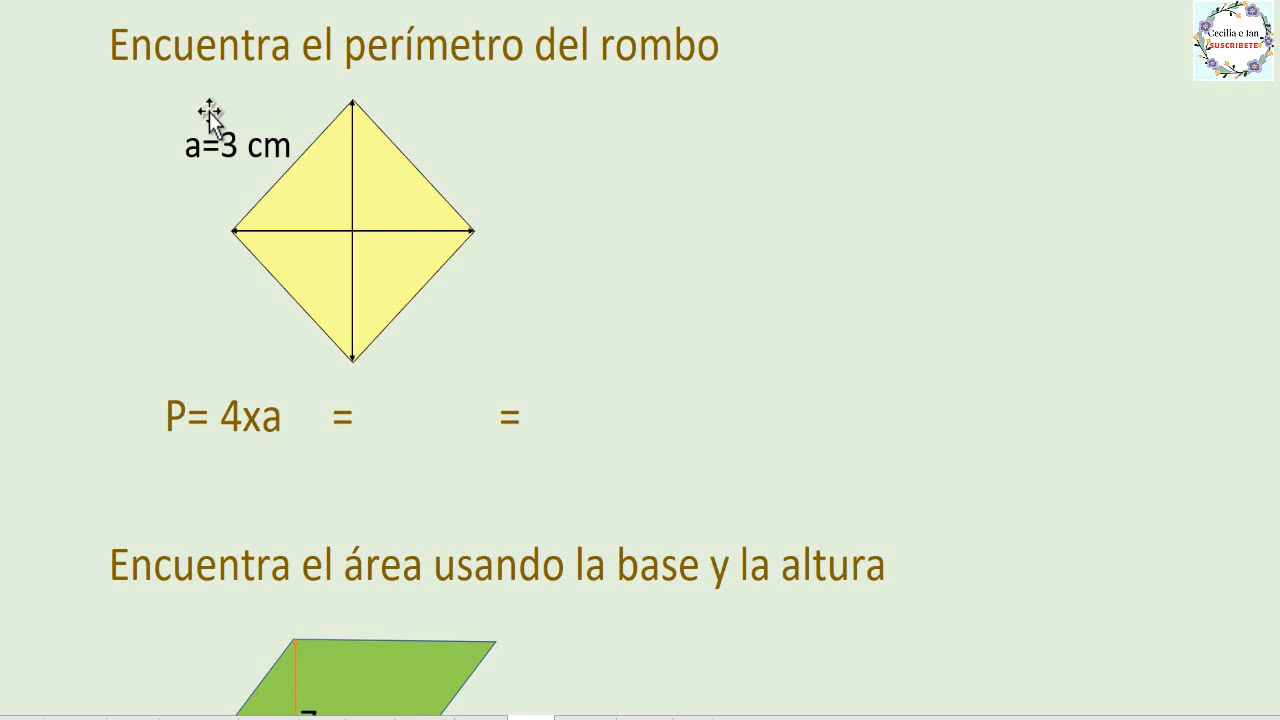 Encuentra el perímetro del rombo
Cecilia e Ian
SUSCRIBETE
a=3 cm
P= 4xa = =
Encuentra el área usando la base y la altura